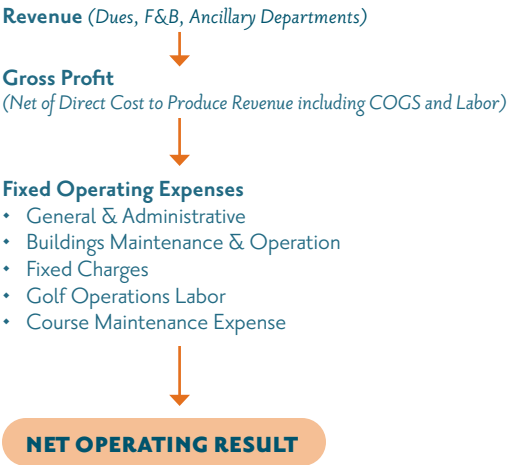 Revenue (Dues, F&B, Ancillary Departments)
Gross Profit
(Net of Direct Cost to Produce Revenue including COGS and Labor)
Fixed Operating Expenses
• General & Administrative
• Buildings Maintenance & Operation
• Fixed Charges
• Golf Operations Labor
• Course Maintenance Expense
NET OPERATING RESULT